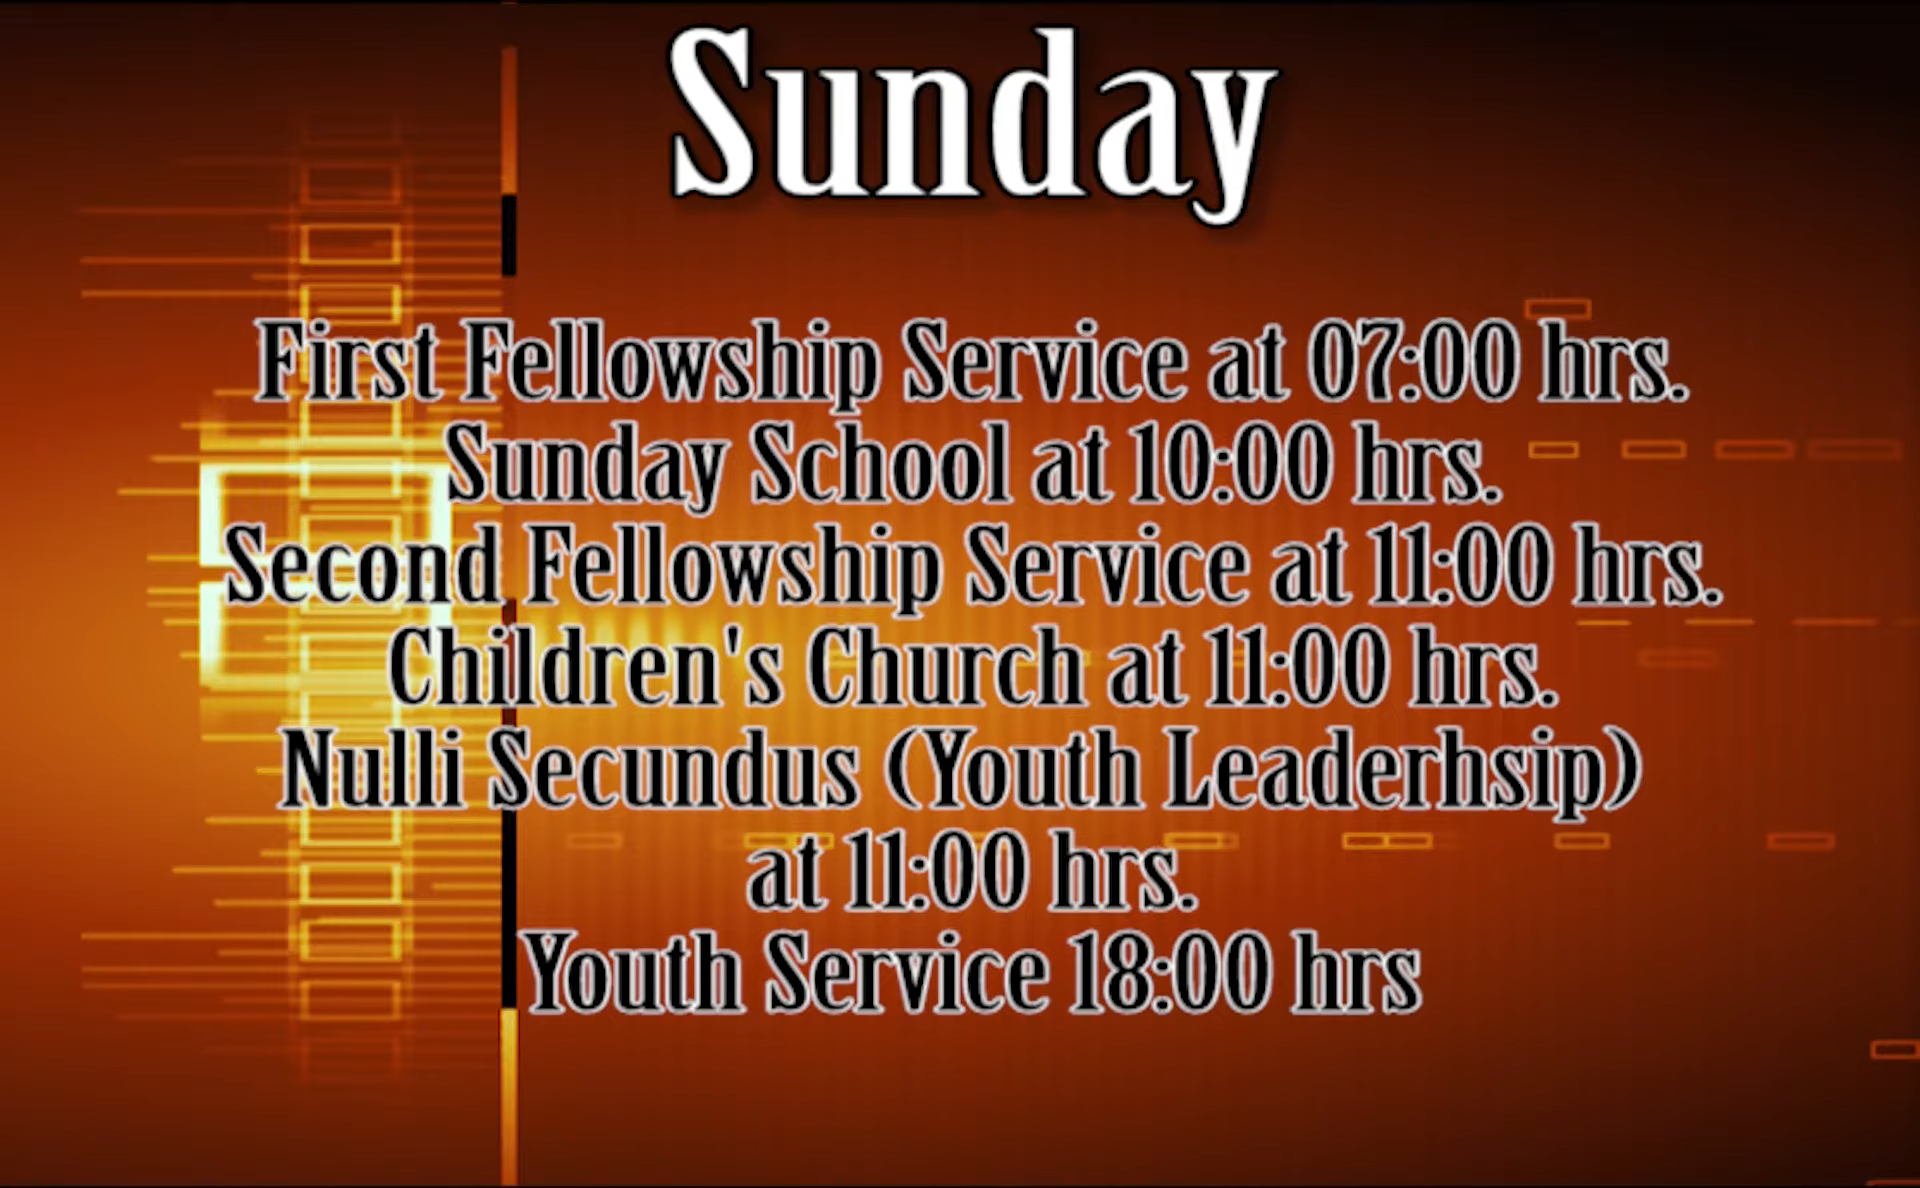 Sunday
First Fellowship Service at 07:00 hrs.
Sunday School at 10:00 hrs.
Second Fellowship Service at 11:00 hrs.
Children's Church at 11:00 hrs.
Nulli Secundus (Youth Leaderhsip)
at 11:00 hrs.
Youth Service 18:00 hrs